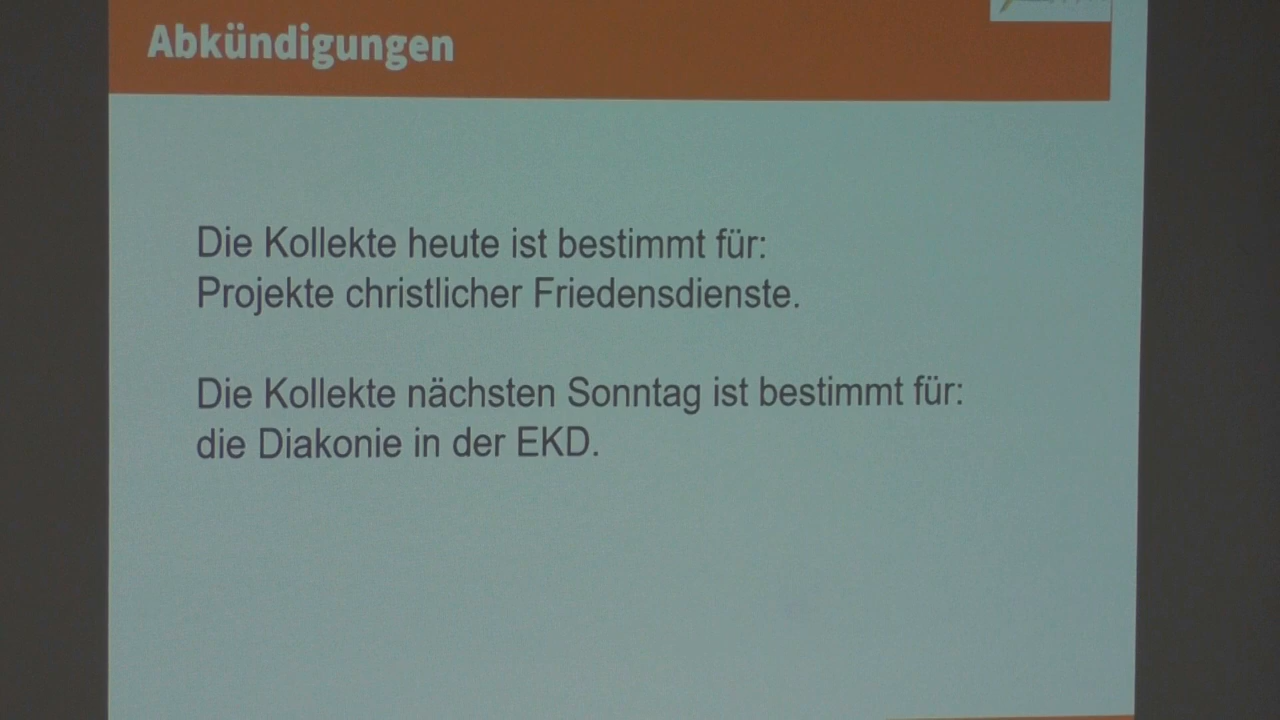 Abkündigungen
Die Kollekte heute ist bestimmt für:
Projekte christlicher Friedensdienste.
Die Kollekte nächsten Sonntag ist bestimmt für:
die Diakonie in der EKD.